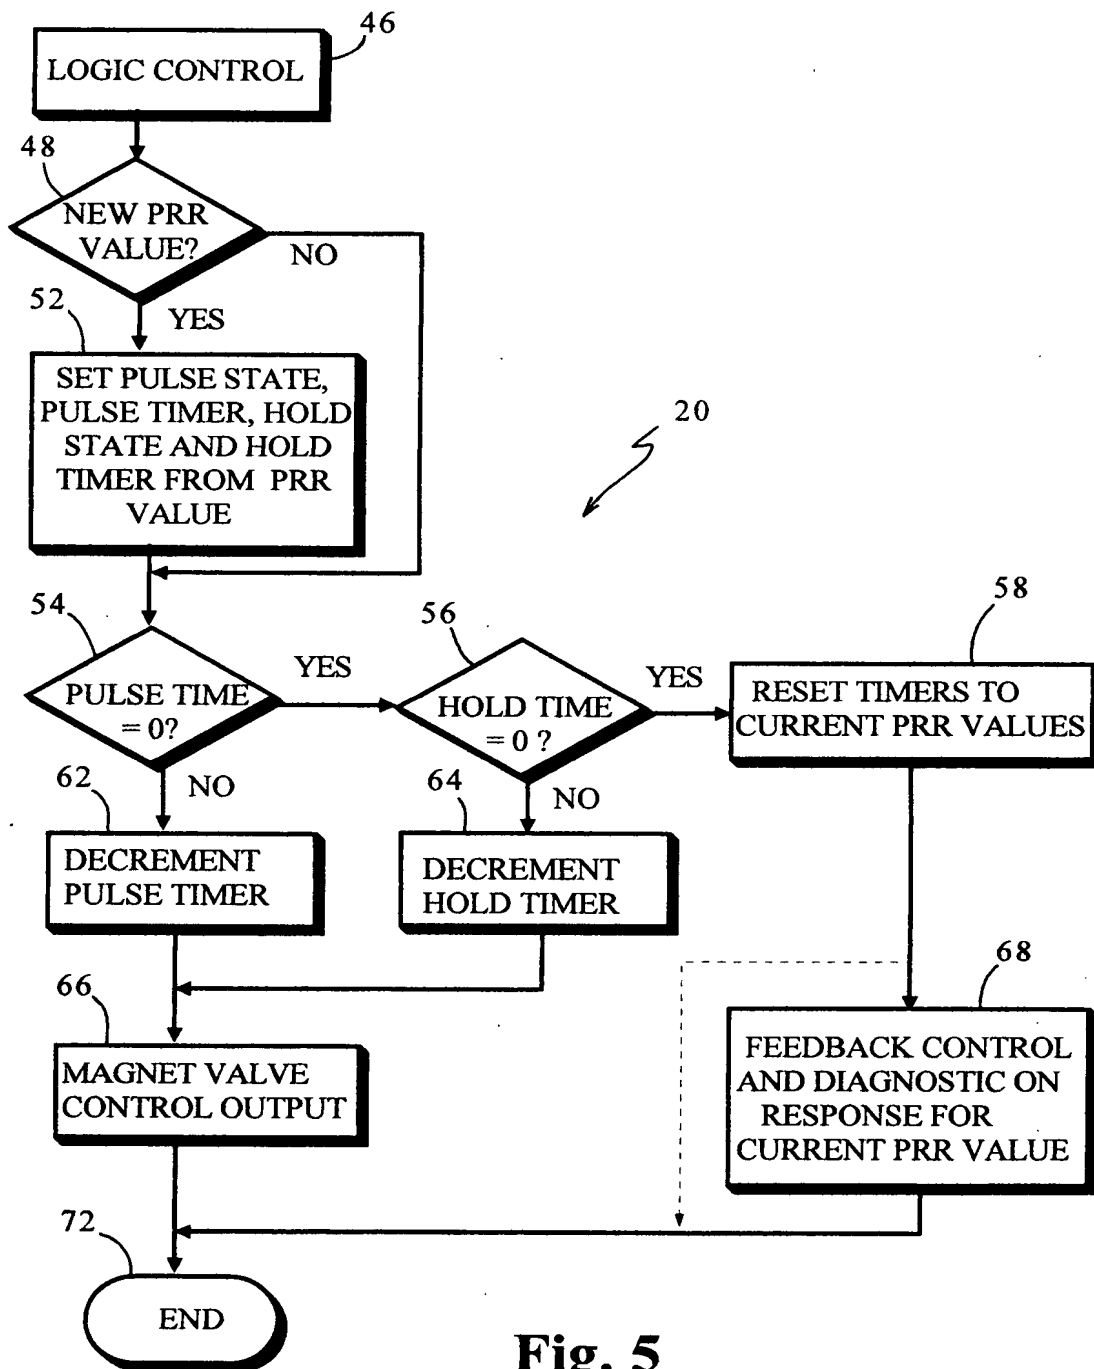 46
LOGIC CONTROL
48
NEW PRR
VALUE?
NO
YES
52
SET PULSE STATE,
PULSE TIMER, HOLD
STATE AND HOLD
TIMER FROM PRR
VALUE
20
54
PULSE TIME
= 0?
YES
56
HOLD TIME
= 0 ?
YES
58
RESET TIMERS TO
CURRENT PRR VALUES
NO
62
DECREMENT
PULSE TIMER
NO
64
DECREMENT
HOLD TIMER
66
MAGNET VALVE
CONTROL OUTPUT
68
FEEDBACK CONTROL
AND DIAGNOSTIC ON
RESPONSE FOR
CURRENT PRR VALUE
72
END
Fig. 5